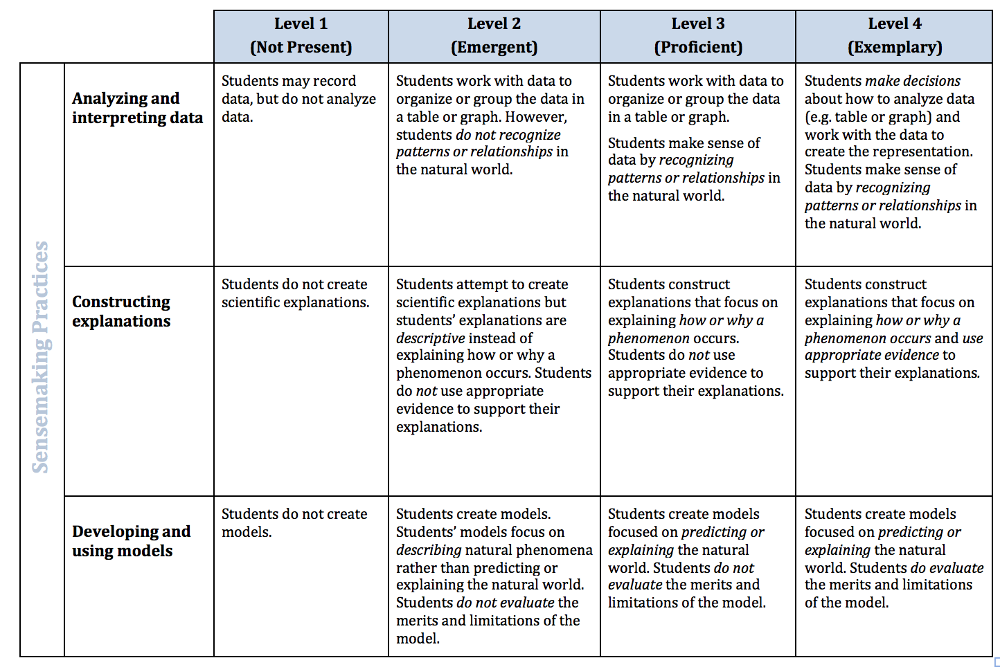 Level 1
(Not Present)
Level 2
(Emergent)
Level 3
(Proficient)
Level 4
(Exemplary)
Sensemaking Practices
Analyzing and
interpreting data
Students may record
data, but do not analyze
data.
Students work with data to
organize or group the data in
a table or graph. However,
students do not recognize
patterns or relationships in
the natural world.
Students work with data to
organize or group the data
in a table or graph.
Students make sense of
data by recognizing
patterns or relationships in
the natural world.
Students make decisions
about how to analyze data
(e.g. table or graph) and
work with the data to
create the representation.
Students make sense of
data by recognizing
patterns or relationships in
the natural world.
Constructing
explanations
Students do not create
scientific explanations.
Students attempt to create
scientific explanations but
students’ explanations are
descriptive instead of
explaining how or why a
phenomenon occurs. Students
do not use appropriate
evidence to support their
explanations.
Students construct
explanations that focus on
explaining how or why a
phenomenon occurs.
Students do not use
appropriate evidence to
support their explanations.
Students construct
explanations that focus on
explaining how or why a
phenomenon occurs and use
appropriate evidence to
support their explanations.
Developing and
using models
Students do not create
models.
Students create models.
Students’ models focus on
describing natural phenomena
rather than predicting or
explaining the natural world.
Students do not evaluate the
merits and limitations of the
model.
Students create models
focused on predicting or
explaining the natural
world. Students do not
evaluate the merits and
limitations of the model.
Students create models
focused on predicting or
explaining the natural
world. Students do evaluate
the merits and limitations
of the model.